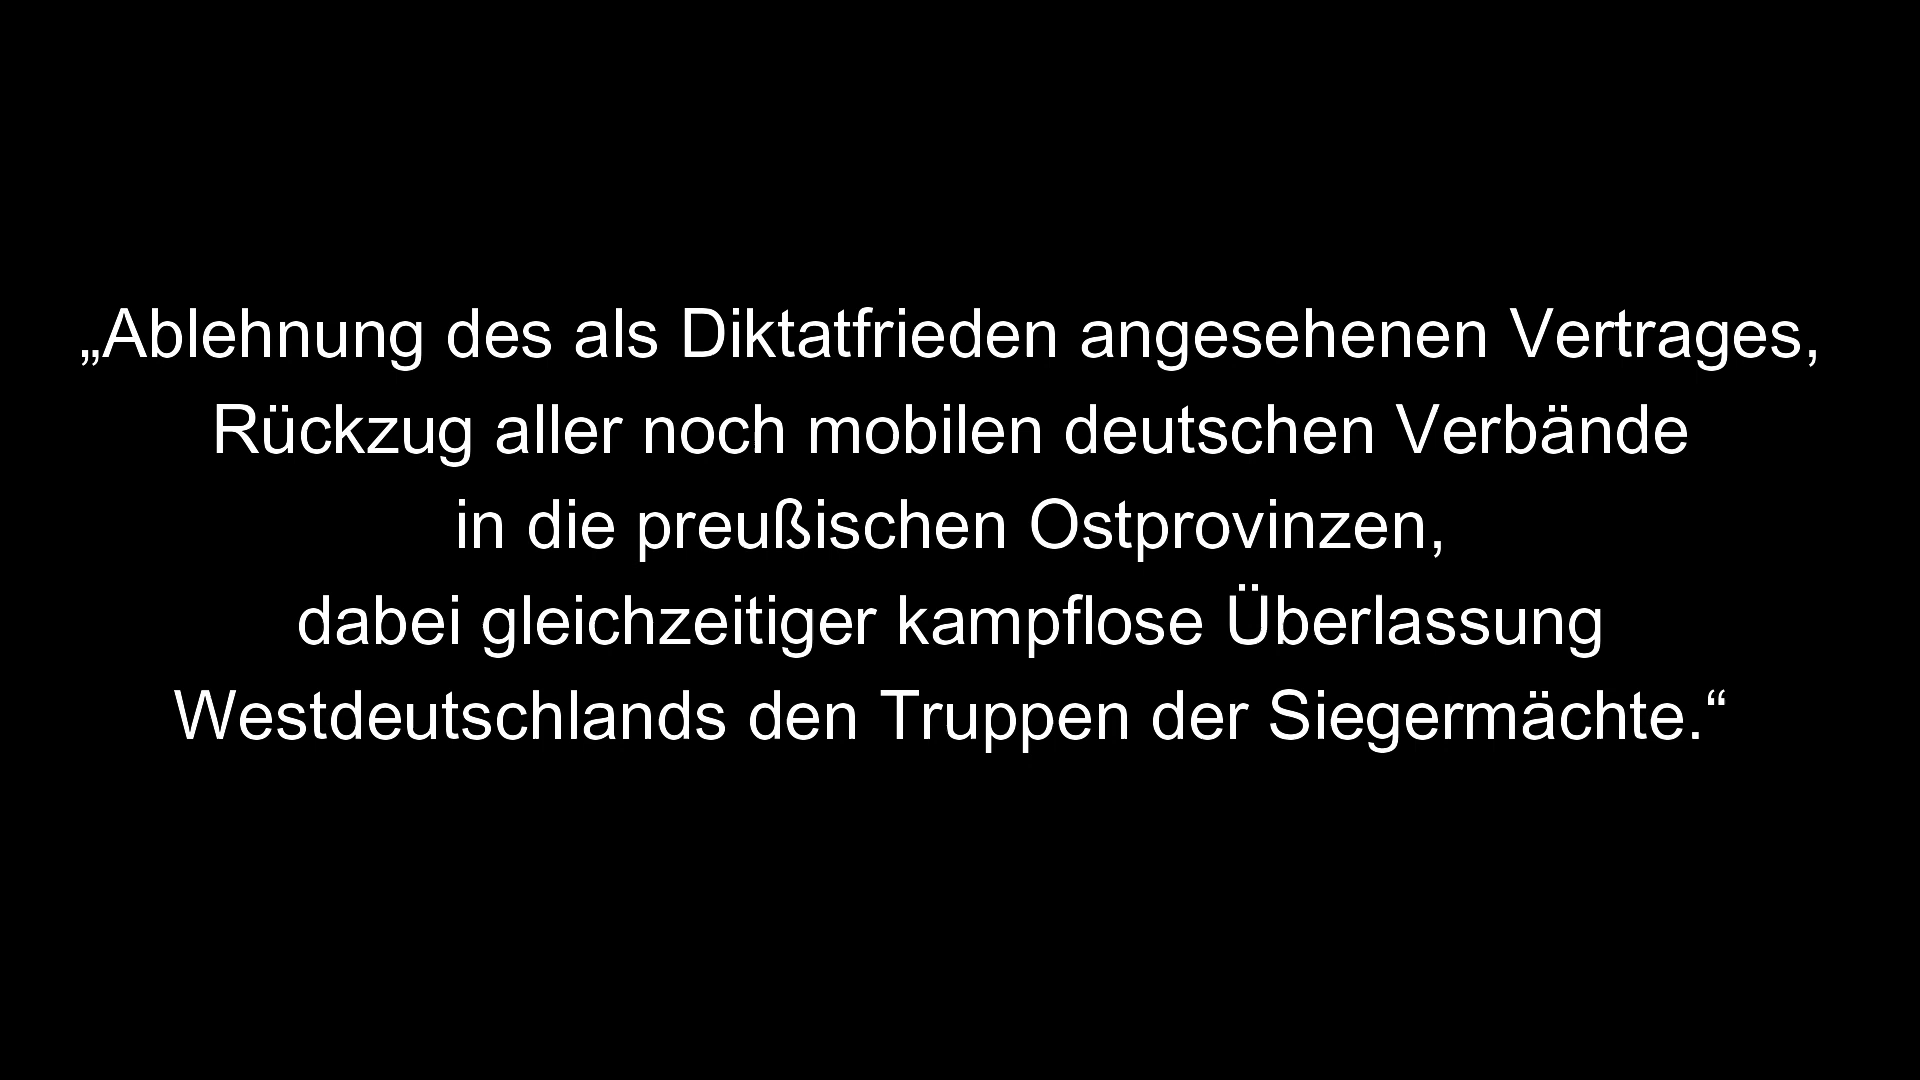 „Ablehnung des als Diktatfrieden angesehenen Vertrages,
Rückzug aller noch mobilen deutschen Verbände
in die preußischen Ostprovinzen,
dabei gleichzeitiger kampflose Überlassung
Westdeutschlands den Truppen der Siegermächte.“